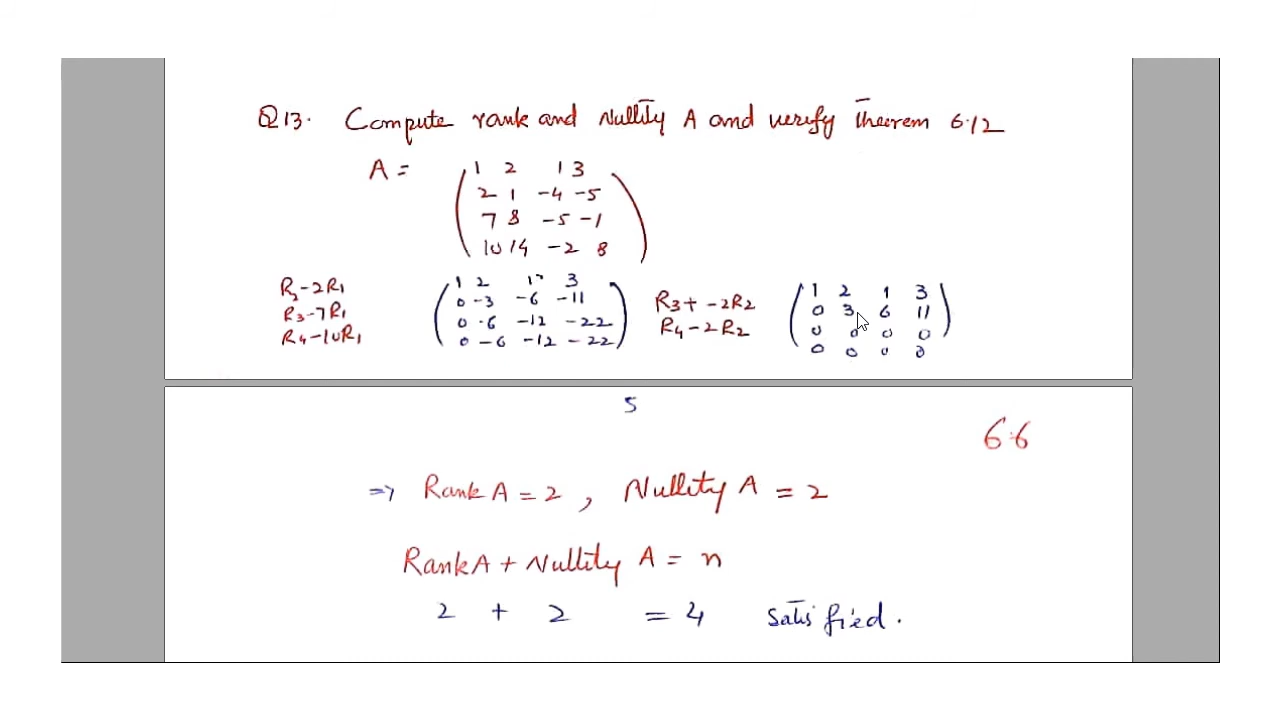 Q13. Compute rank and Nullity A and verify Theorem 6.12
A =
1 2 1 3
2 1 -4 -5
7 8 -5 -1
10 14 -2 8
R2-2R1
R3-7R1
R4-10R1
1 2 1 3
0 -3 -6 -11
0 -6 -12 -22
0 -6 -12 -22
R3+ -2R2
R4-2R2
1 2 1 3
0 3 6 11
0 0 0 0
0 0 0 0
5
6.6
⇒ Rank A = 2 , Nullity A = 2
Rank A + Nullity A = n
2 + 2 = 4 Satisfied.